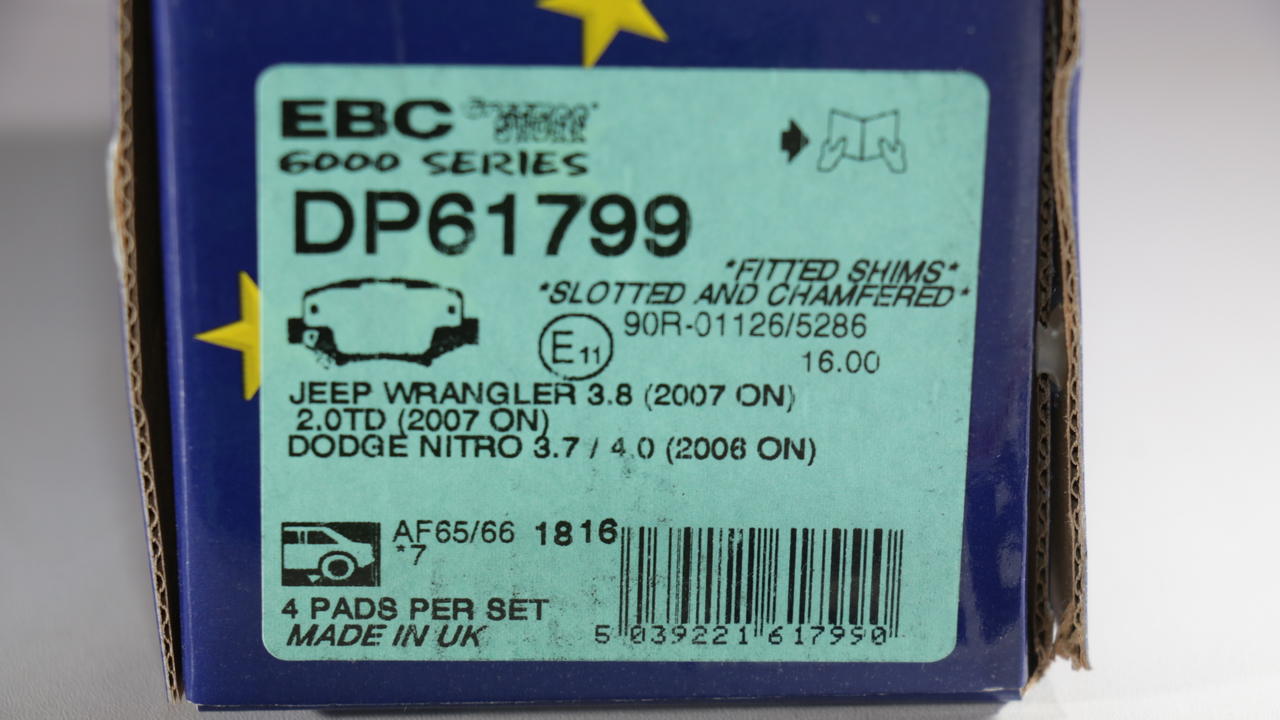 EBC
6000 SERIES
DP61799
*FITTED SHIMS*
*SLOTTED AND CHAMFERED*
E11 90R-01126/5286
16.00
JEEP WRANGLER 3.8 (2007 ON)
2.0TD (2007 ON)
DODGE NITRO 3.7 / 4.0 (2006 ON)
AF65/66 1816
*7
4 PADS PER SET
MADE IN UK
5 039221 617990